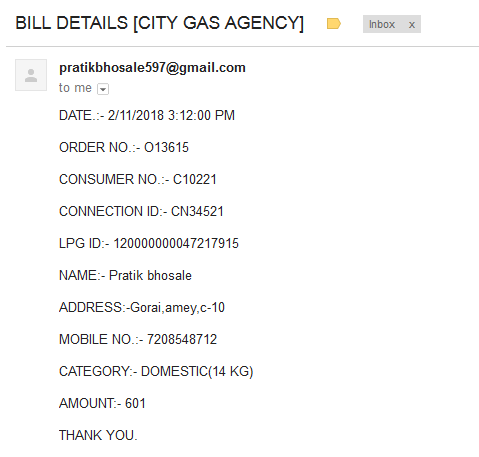 BILL DETAILS [CITY GAS AGENCY] Inbox x
pratikbhosale597@gmail.com
to me
DATE.:- 2/11/2018 3:12:00 PM
ORDER NO.:- O13615
CONSUMER NO.:- C10221
CONNECTION ID:- CN34521
LPG ID:- 120000000047217915
NAME:- Pratik bhosale
ADDRESS:-Gorai,amey,c-10
MOBILE NO.:- 7208548712
CATEGORY:- DOMESTIC(14 KG)
AMOUNT:- 601
THANK YOU.